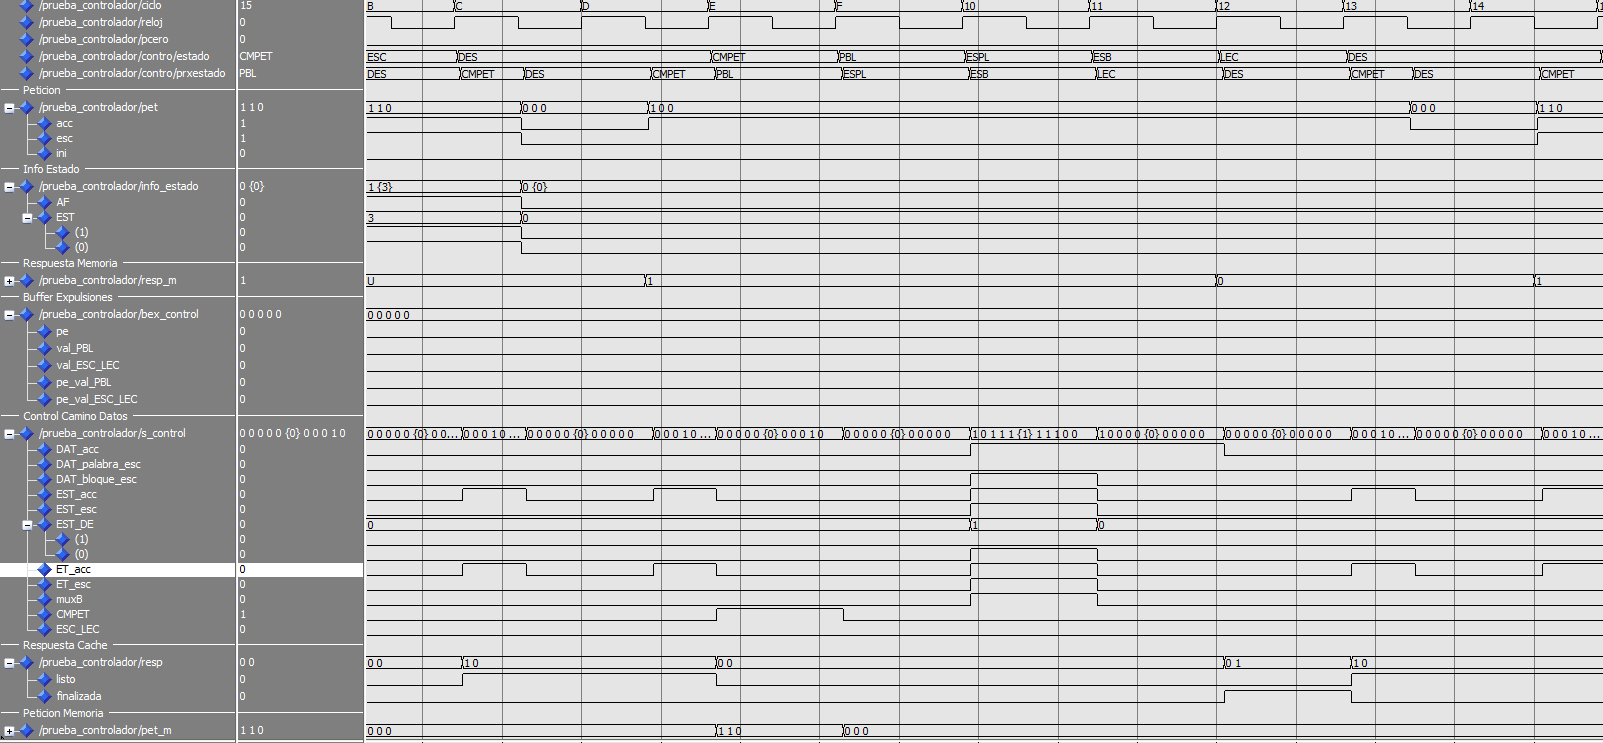 /prueba_controlador/ciclo 15 B C D E F 10 11 12 13 14
/prueba_controlador/reloj 0
/prueba_controlador/pcero 0
/prueba_controlador/contro/estado CMPET ESC DES CMPET PBL ESPL ESB LEC DES
/prueba_controlador/contro/prxestado PBL DES CMPET DES CMPET PBL ESPL ESB LEC DES CMPET DES CMPET
Peticion
/prueba_controlador/pet 1 1 0 1 1 0 0 0 0 1 0 0 0 0 0 1 1 0
acc 1
esc 1
ini 0
Info Estado
/prueba_controlador/info_estado 0 {0} 1 {3} 0 {0}
AF 0
EST 0 3 0
(1) 0
(0) 0
Respuesta Memoria
/prueba_controlador/resp_m 1 U 1 0 1
Buffer Expulsiones
/prueba_controlador/bex_control 0 0 0 0 0 0 0 0 0 0
pe 0
val_PBL 0
val_ESC_LEC 0
pe_val_PBL 0
pe_val_ESC_LEC 0
Control Camino Datos
/prueba_controlador/s_control 0 0 0 0 0 {0} 0 0 0 1 0 0 0 0 0 0 {0} 0 0... 0 0 0 1 0 ... 0 0 0 0 0 {0} 0 0 0 0 0 0 0 0 1 0 ... 0 0 0 0 0 {0} 0 0 0 1 0 0 0 0 0 0 {0} 0 0 0 0 0 1 0 1 1 1 {1} 1 1 1 0 0 1 0 0 0 0 {0} 0 0 0 0 0 0 0 0 0 0 {0} 0 0 0 0 0 0 0 0 1 0 ... 0 0 0 0 0 {0} 0 0 0 0 0 0 0 0 1 0 ...
DAT_acc 0
DAT_palabra_esc 0
DAT_bloque_esc 0
EST_acc 0
EST_esc 0
EST_DE 0 0 1 0
(1) 0
(0) 0
ET_acc 0
ET_esc 0
muxB 0
CMPET 1
ESC_LEC 0
Respuesta Cache
/prueba_controlador/resp 0 0 0 0 1 0 0 0 0 1 1 0
listo 0
finalizada 0
Peticion Memoria
/prueba_controlador/pet_m 1 1 0 0 0 0 1 1 0 0 0 0